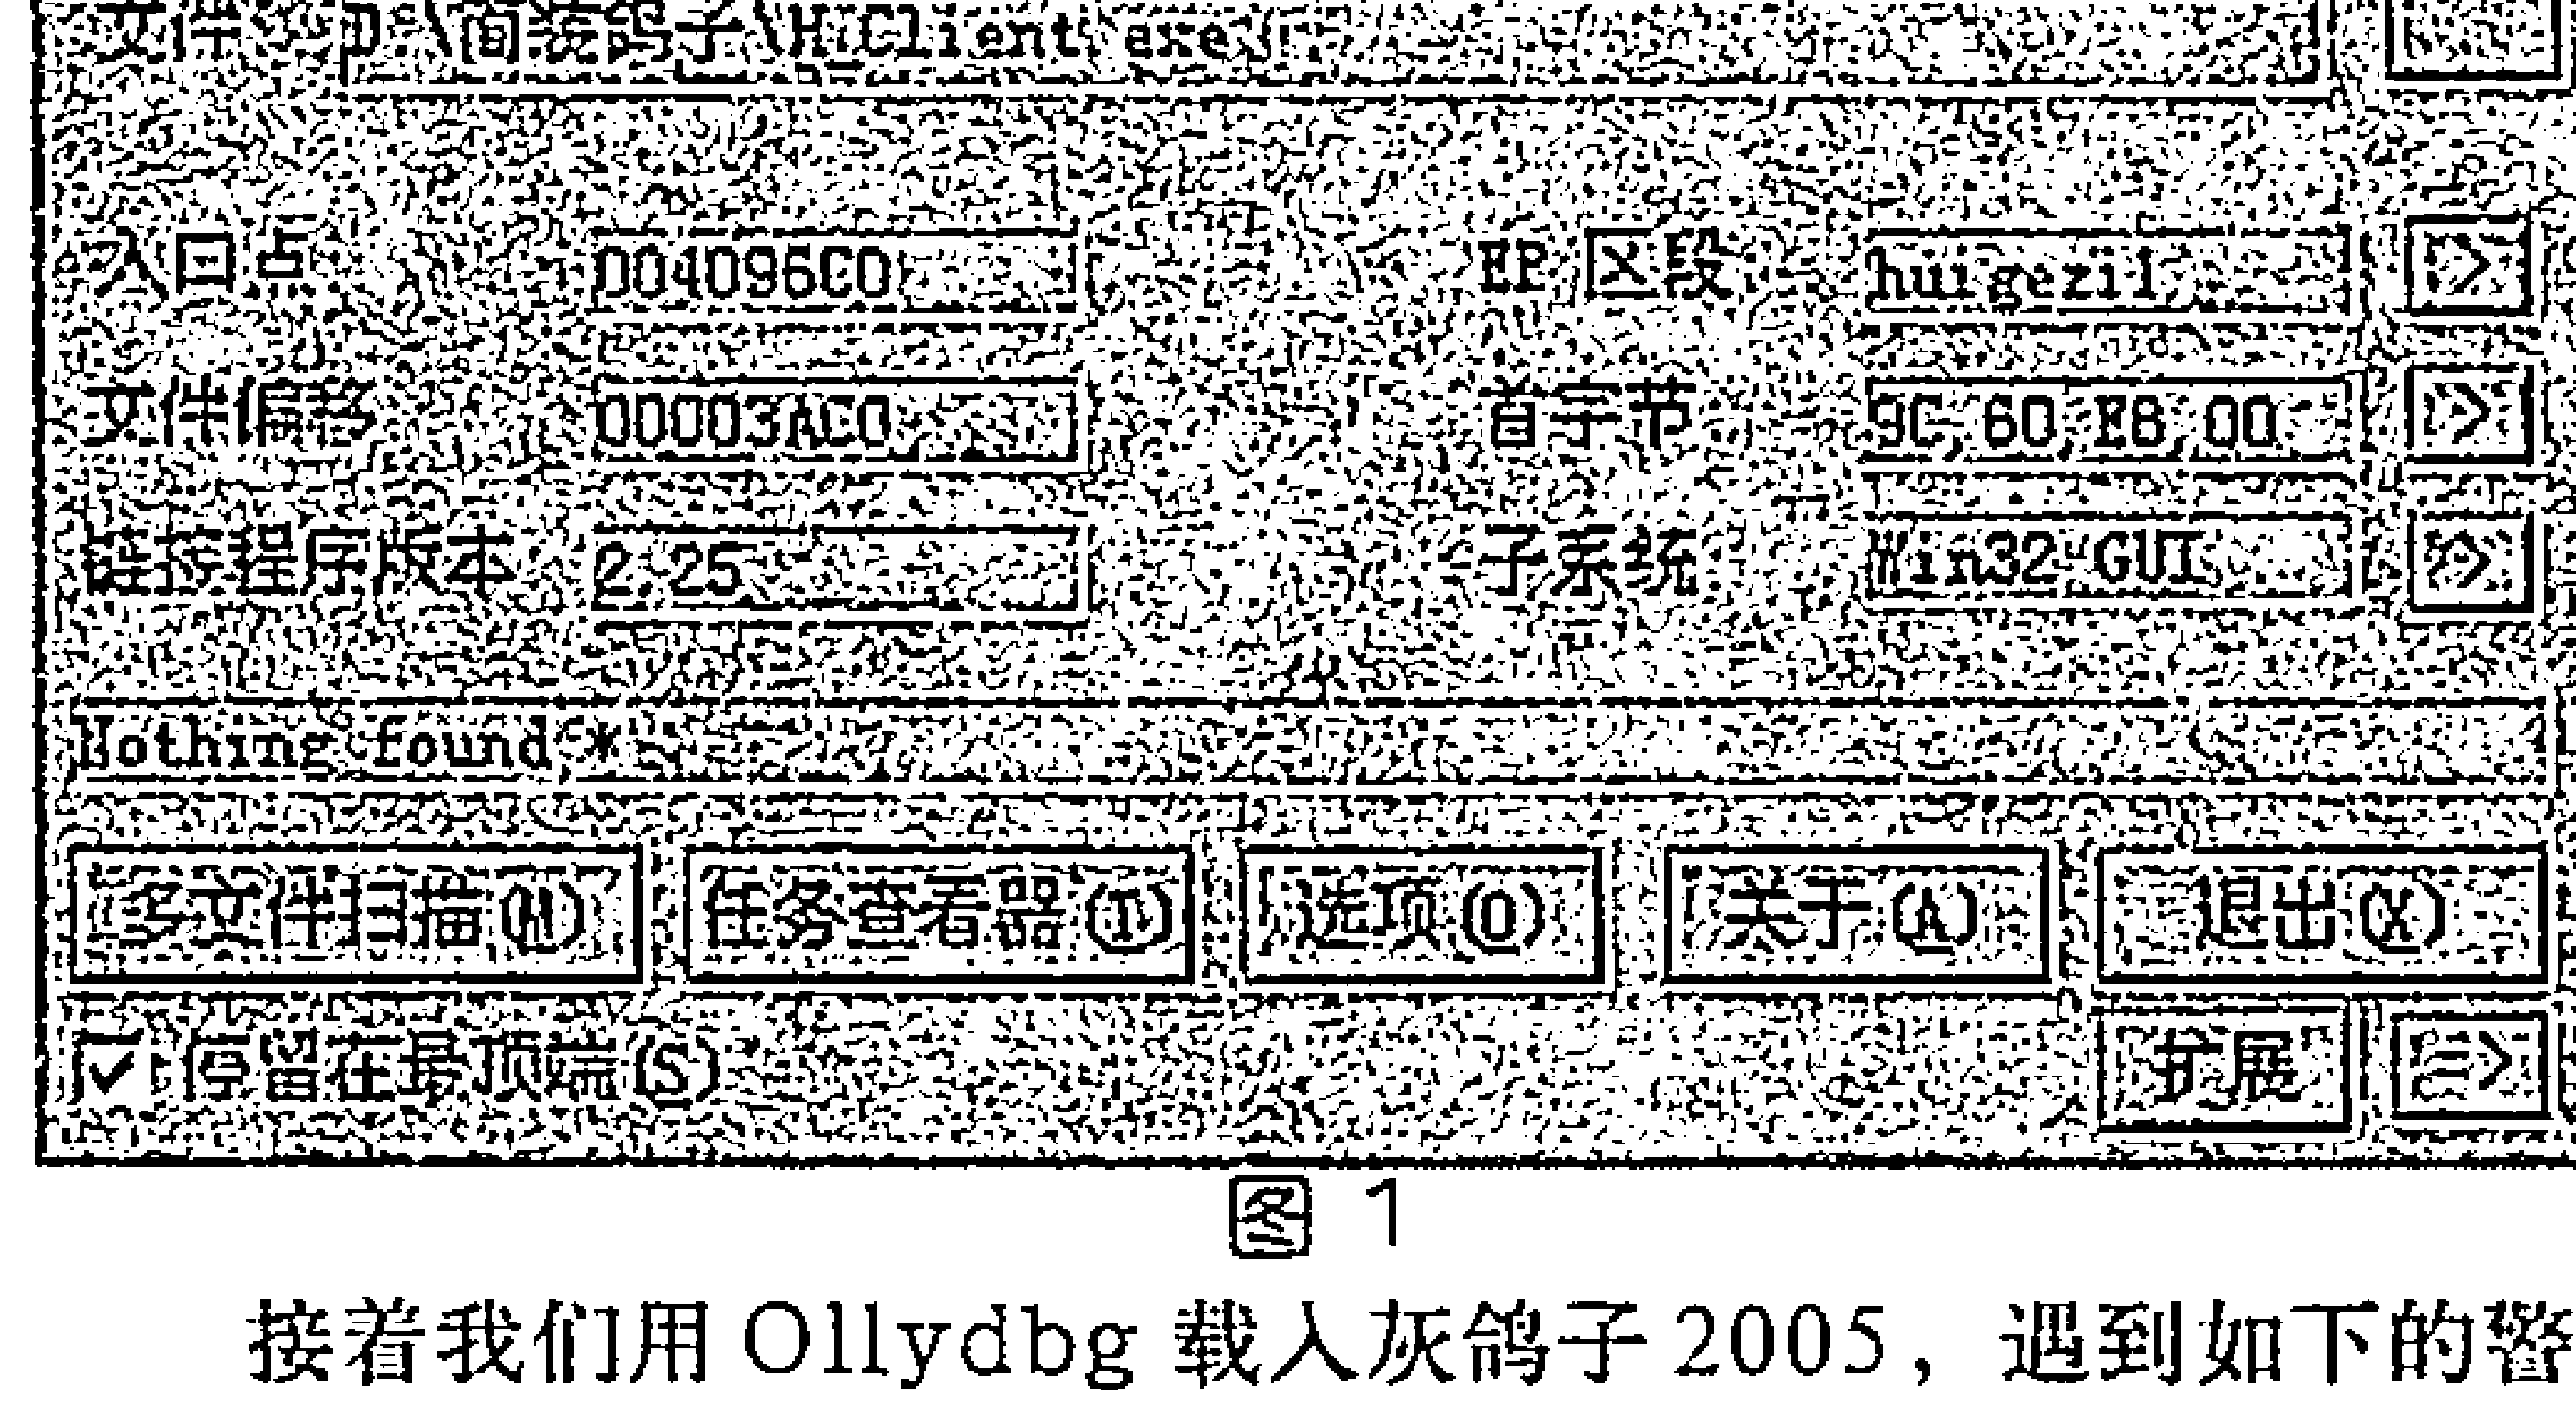 文件 D:\简装鸽子\H_Client.exe
入口点 004096C0 EP 区段 huigezi1 >
文件偏移 00003AC0 首字节 9C,60,E8,00 >
链接程序版本 2.25 子系统 Win32 GUI >
Nothing found *
多文件扫描(M) 任务查看器(T) 选项(O) 关于(A) 退出(X)
停留在最顶端(S) 扩展 =>
图 1
接着我们用 Ollydbg 载入灰鸽子 2005，遇到如下的警